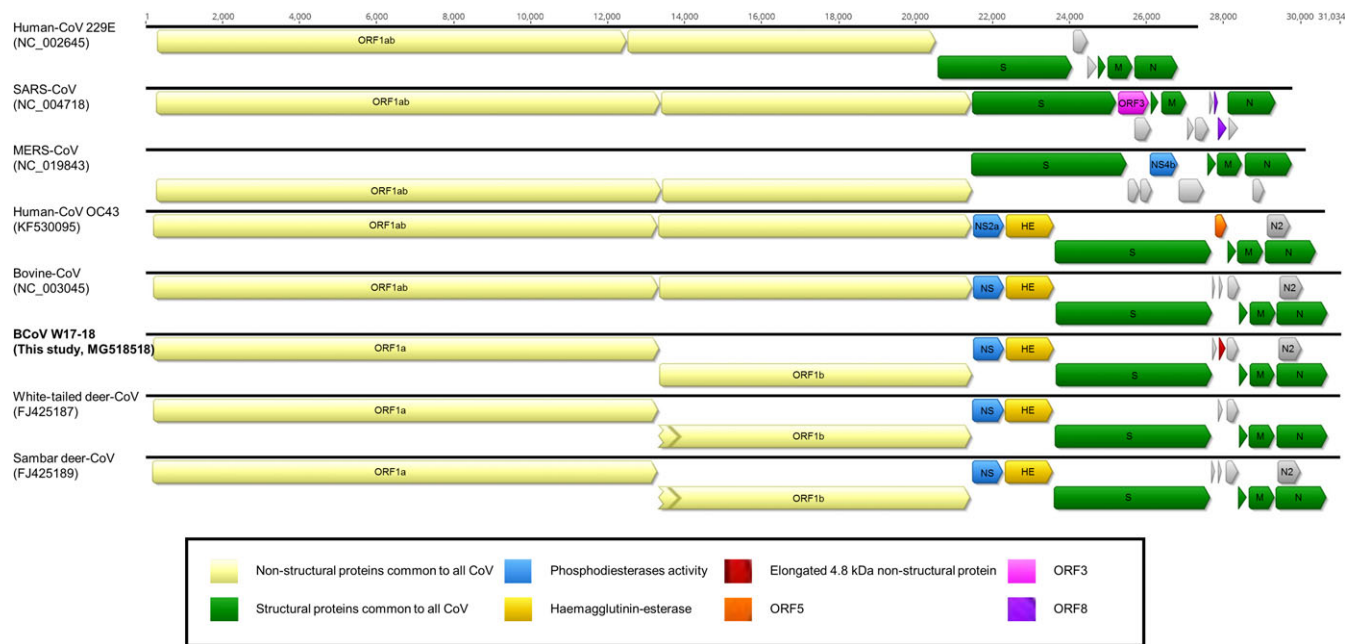 1 2,000 4,000 6,000 8,000 10,000 12,000 14,000 16,000 18,000 20,000 22,000 24,000 26,000 28,000 30,000 31,034
Human-CoV 229E
(NC_002645)
ORF1ab
S M N
SARS-CoV
(NC_004718)
ORF1ab S ORF3 M N
MERS-CoV
(NC_019843)
S NS4b M N
ORF1ab
Human-CoV OC43
(KF530095)
ORF1ab NS2a HE N2
S M N
Bovine-CoV
(NC_003045)
ORF1ab NS HE N2
S M N
BCoV W17-18
(This study, MG518518)
ORF1a NS HE N2
ORF1b S M N
White-tailed deer-CoV
(FJ425187)
ORF1a NS HE
ORF1b S M N
Sambar deer-CoV
(FJ425189)
ORF1a NS HE N2
ORF1b S M N
Non-structural proteins common to all CoV Phosphodiesterases activity Elongated 4.8 kDa non-structural protein ORF3
Structural proteins common to all CoV Haemagglutinin-esterase ORF5 ORF8